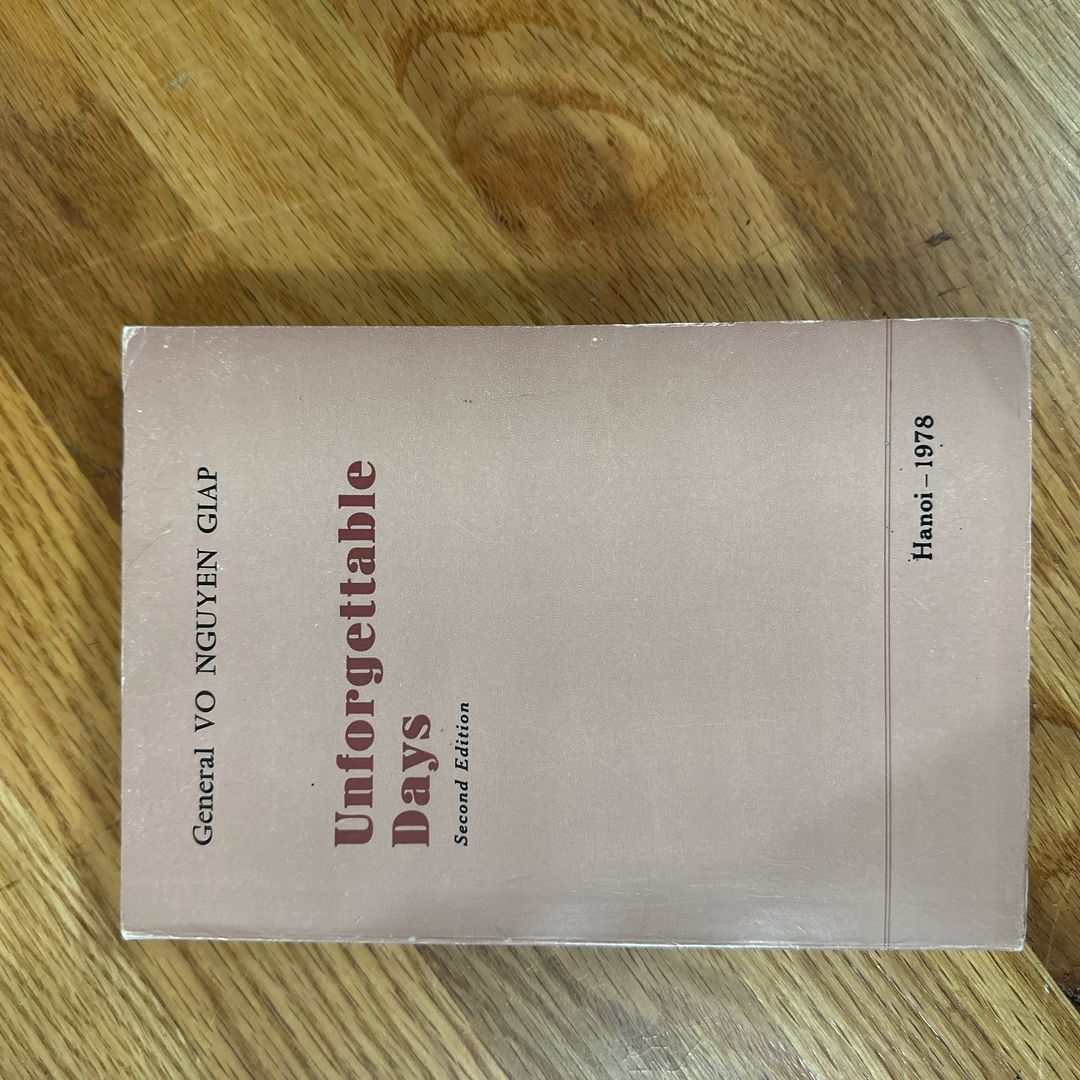 General VO NGUYEN GIAP
Unforgettable
Days
Second Edition
Hanoi – 1978